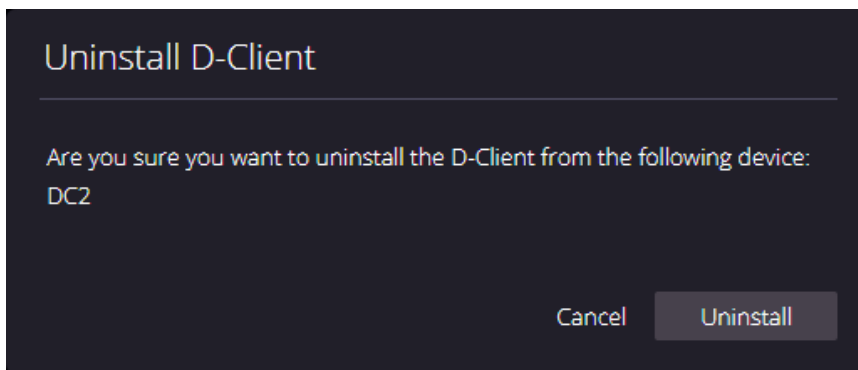 Uninstall D-Client
Are you sure you want to uninstall the D-Client from the following device:
DC2
Cancel
Uninstall